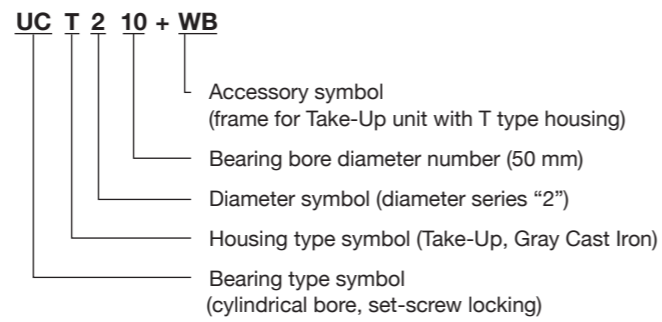 UC T 2 10 + WB
Accessory symbol
(frame for Take-Up unit with T type housing)
Bearing bore diameter number (50 mm)
Diameter symbol (diameter series “2”)
Housing type symbol (Take-Up, Gray Cast Iron)
Bearing type symbol
(cylindrical bore, set-screw locking)